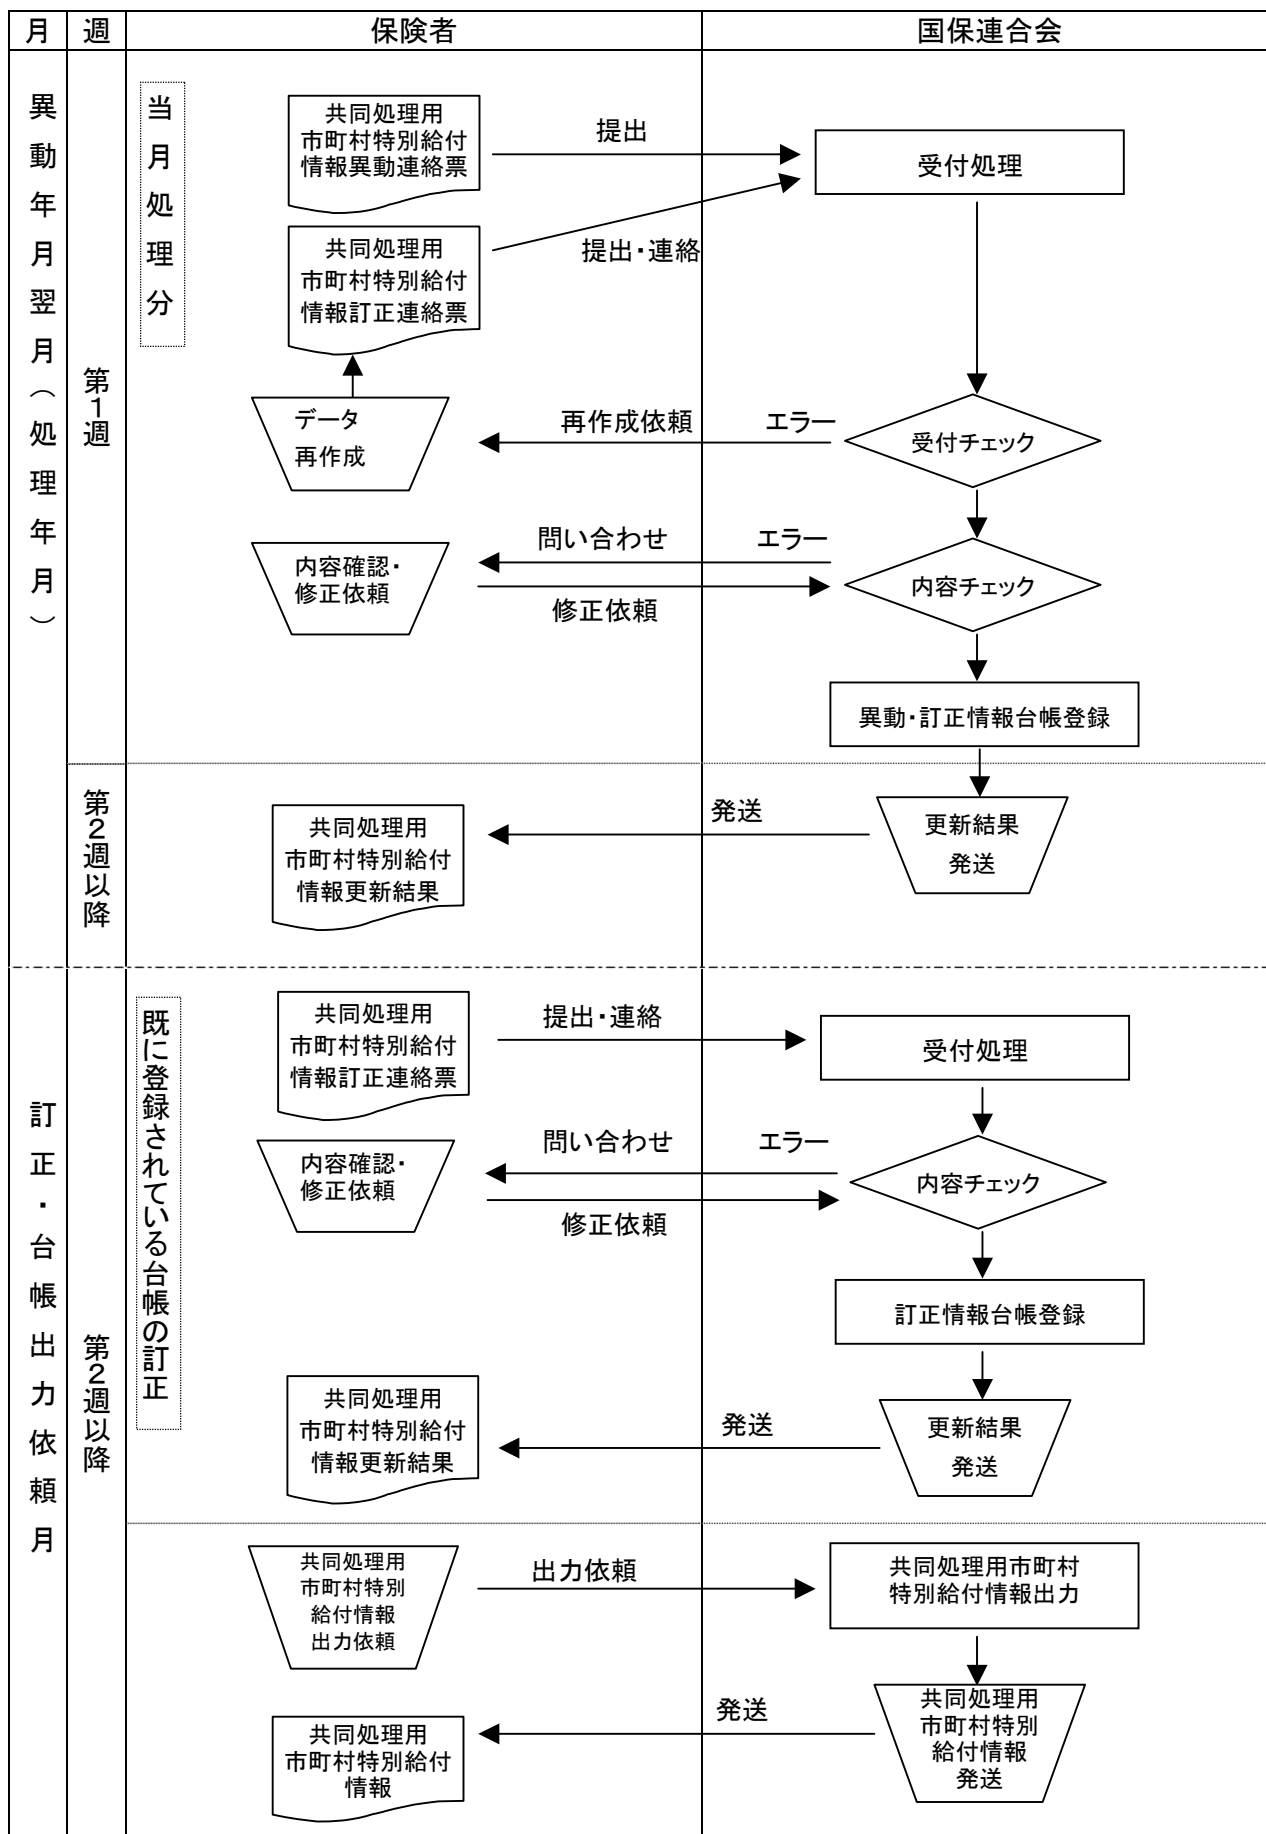 月
週
保険者
国保連合会
異動年月翌月（処理年月）
第1週
当月処理分
共同処理用
市町村特別給付
情報異動連絡票
提出
受付処理
共同処理用
市町村特別給付
情報訂正連絡票
提出・連絡
データ
再作成
再作成依頼
エラー
受付チェック
内容確認・
修正依頼
問い合わせ
エラー
修正依頼
内容チェック
異動・訂正情報台帳登録
第2週以降
共同処理用
市町村特別給付
情報更新結果
発送
更新結果
発送
訂正・台帳出力依頼月
第2週以降
既に登録されている台帳の訂正
共同処理用
市町村特別給付
情報訂正連絡票
提出・連絡
受付処理
内容確認・
修正依頼
問い合わせ
エラー
修正依頼
内容チェック
訂正情報台帳登録
共同処理用
市町村特別給付
情報更新結果
発送
更新結果
発送
共同処理用
市町村特別
給付情報
出力依頼
出力依頼
共同処理用市町村
特別給付情報出力
共同処理用
市町村特別給付
情報
発送
共同処理用
市町村特別
給付情報
発送